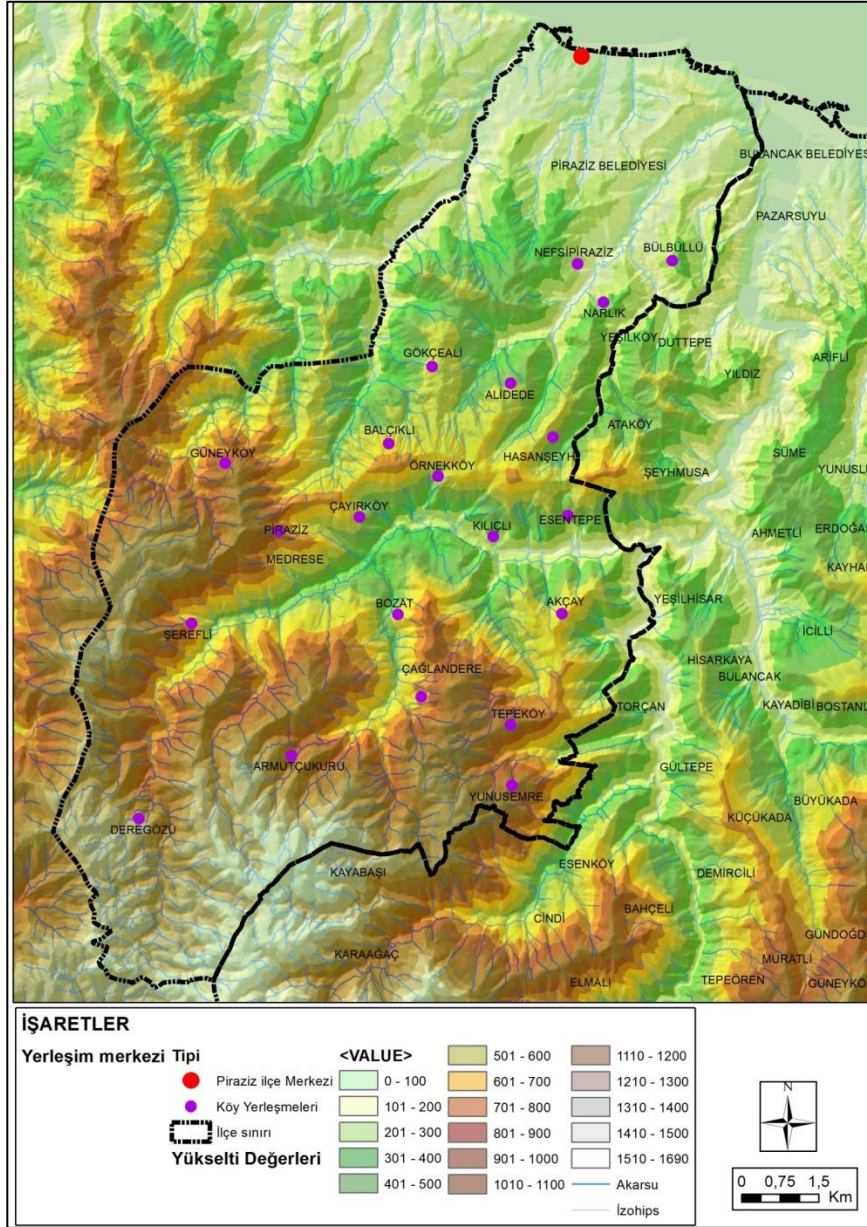 PİRAZİZ BELEDİYESİ
BULANCAK BELEDİYE
PAZARSUYU
NEFSİPİRAZİZ
BÜLBÜLLÜ
NARLIK
YEŞİLKÖY
DUTTEPE
GÖKÇEALİ
ALİDEDE
YILDIZ
ARİFLİ
BALÇIKLI
ATAKÖY
GÜNEYKÖY
HASANŞEYH
SÜME
ÖRNEKKÖY
ŞEYHMUSA
YUNUSLU
ÇAYIRKÖY
ESENTEPE
PİRAZİZ
KILIÇLI
AHMETLİ
ERDOĞA
MEDRESE
KAYHA
BOZAT
AKÇAY
YEŞİLHİSAR
ŞEREFLİ
İCİLLİ
HİSARKAYA
ÇAĞLANDERE
BULANCAK
TORÇAN
KAYADİBİ
BOSTANL
TEPEKÖY
ARMUTÇUKURU
GÜLTEPE
YUNUSEMRE
BÜYÜKADA
DEREGÖZÜ
KÜÇÜKADA
KAYABAŞI
ESENKÖY
DEMİRCİLİ
CİNDİ
BAHÇELİ
GÜNDOĞD
KARAAĞAÇ
MURATLI
ELMALI
TEPEÖREN
GÜNEYKÖ
İŞARETLER
Yerleşim merkezi Tipi
Piraziz ilçe Merkezi
Köy Yerleşmeleri
İlçe sınırı
Yükselti Değerleri
<VALUE>
0 - 100
101 - 200
201 - 300
301 - 400
401 - 500
501 - 600
601 - 700
701 - 800
801 - 900
901 - 1000
1010 - 1100
1110 - 1200
1210 - 1300
1310 - 1400
1410 - 1500
1510 - 1690
Akarsu
İzohips
N
0 0,75 1,5
Km